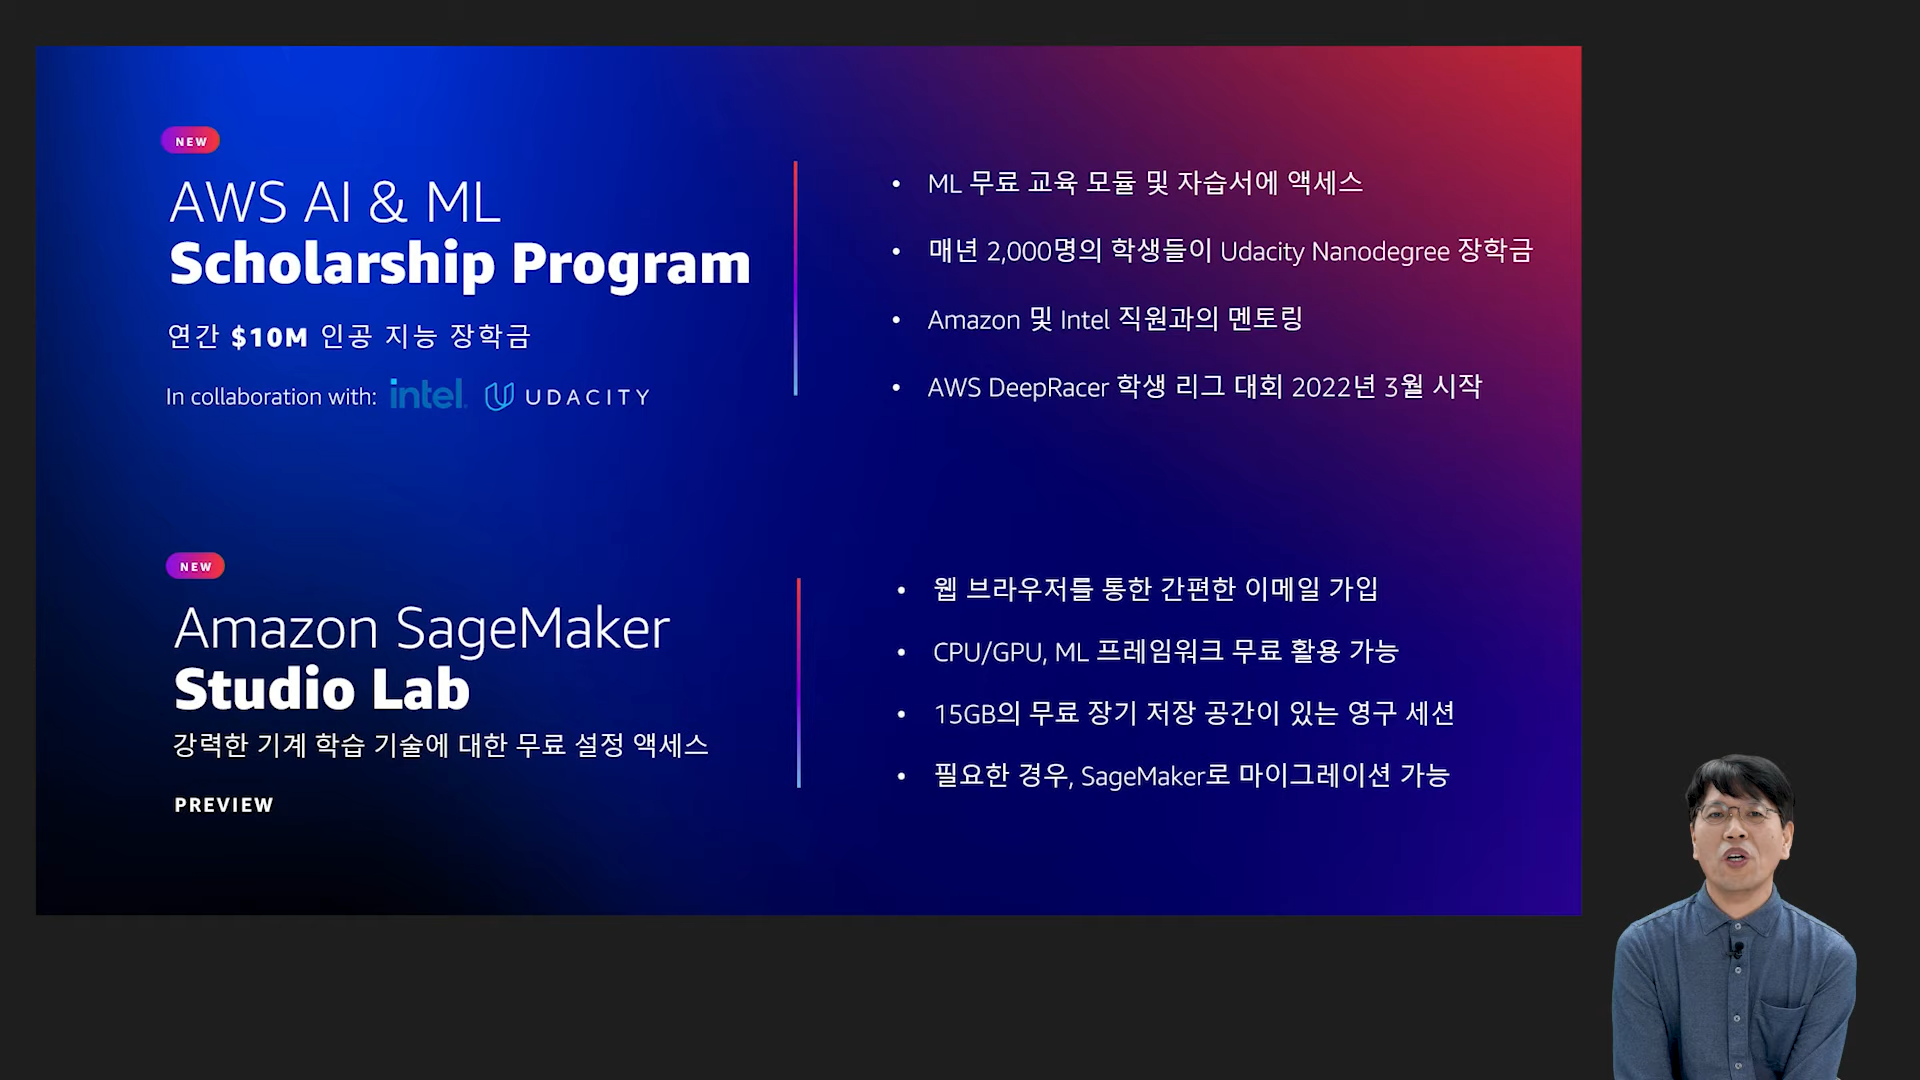 NEW
AWS AI & ML
Scholarship Program
연간 $10M 인공 지능 장학금
In collaboration with: intel. UDACITY
• ML 무료 교육 모듈 및 자습서에 액세스
• 매년 2,000명의 학생들이 Udacity Nanodegree 장학금
• Amazon 및 Intel 직원과의 멘토링
• AWS DeepRacer 학생 리그 대회 2022년 3월 시작
NEW
Amazon SageMaker
Studio Lab
강력한 기계 학습 기술에 대한 무료 설정 액세스
PREVIEW
• 웹 브라우저를 통한 간편한 이메일 가입
• CPU/GPU, ML 프레임워크 무료 활용 가능
• 15GB의 무료 장기 저장 공간이 있는 영구 세션
• 필요한 경우, SageMaker로 마이그레이션 가능